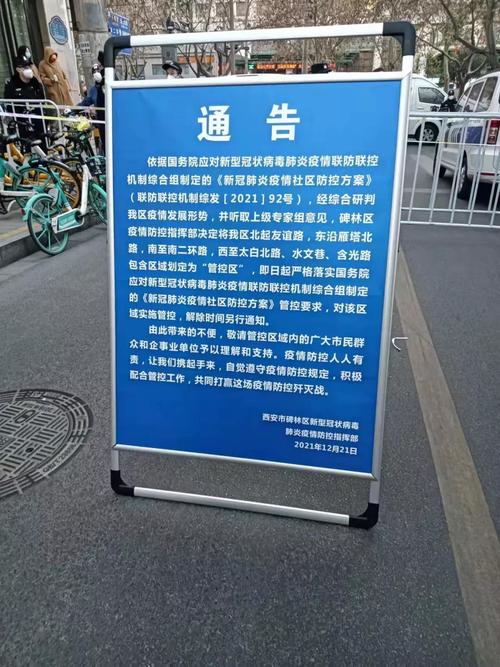 通告
依据国务院应对新型冠状病毒肺炎疫情联防联控
机制综合组制定的《新冠肺炎疫情社区防控方案》
（联防联控机制综发［2021］92号），经综合研判
我区疫情发展形势，并听取上级专家组意见，碑林区
疫情防控指挥部决定将我区北起友谊路，东沿雁塔北
路，南至南二环路，西至太白北路、水文巷、含光路
包含区域划定为“管控区”，即日起严格落实国务院
应对新型冠状病毒肺炎疫情联防联控机制综合组制定
的《新冠肺炎疫情社区防控方案》管控要求，对该区
域实施管控，解除时间另行通知。
由此带来的不便，敬请管控区域内的广大市民群
众和企事业单位予以理解和支持。疫情防控人人有
责，让我们携起手来，自觉遵守疫情防控规定，积极
配合管控工作，共同打赢这场疫情防控歼灭战。
西安市碑林区新型冠状病毒
肺炎疫情防控指挥部
2021年12月21日